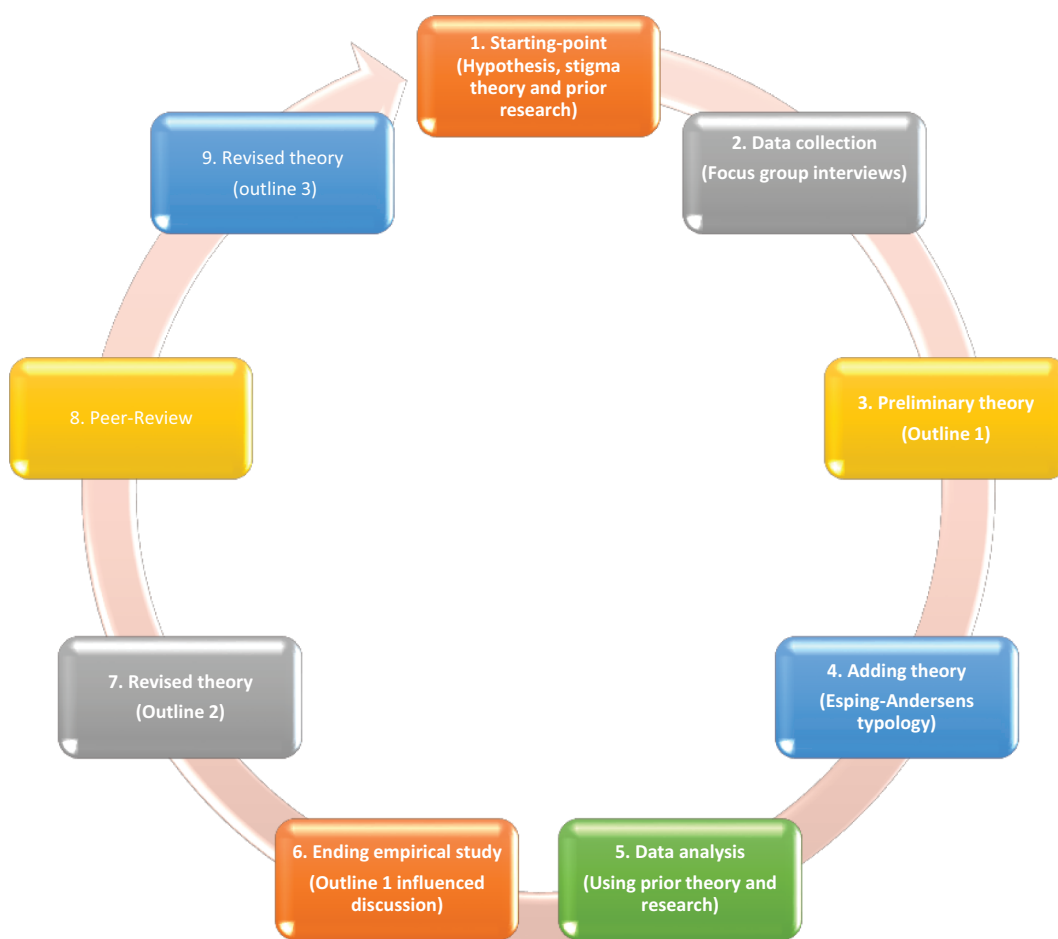 1. Starting-point
(Hypothesis, stigma
theory and prior
research)
2. Data collection
(Focus group interviews)
3. Preliminary theory
(Outline 1)
4. Adding theory
(Esping-Andersens
typology)
5. Data analysis
(Using prior theory and
research)
6. Ending empirical study
(Outline 1 influenced
discussion)
7. Revised theory
(Outline 2)
8. Peer-Review
9. Revised theory
(outline 3)